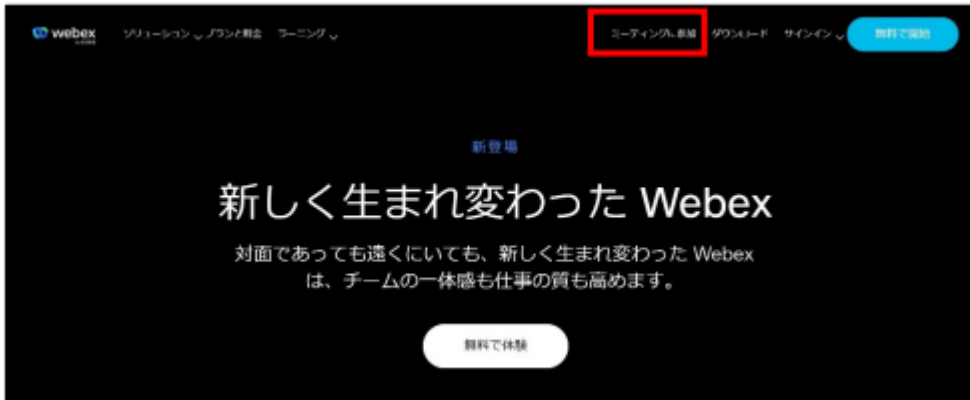 webex ソリューション プランと料金 ラーニング ミーティングに参加 ダウンロード サインイン 無料で開始
新登場
新しく生まれ変わった Webex
対面であっても遠くにいても、新しく生まれ変わった Webex
は、チームの一体感も仕事の質も高めます。
無料で体験